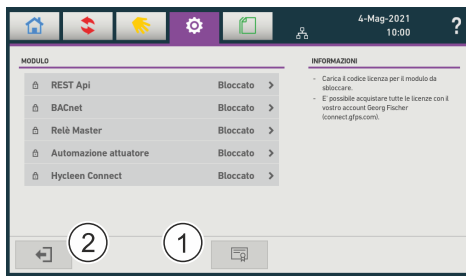 4-Mag-2021
10:00
?
MODULO
REST Api Bloccato >
BACnet Bloccato >
Relè Master Bloccato >
Automazione attuatore Bloccato >
Hycleen Connect Bloccato >
INFORMAZIONI
- Carica il codice licenza per il modulo da
sbloccare.
- E' possibile acquistare tutte le licenze con il
vostro account Georg Fischer
(connect.gfps.com).
2
1